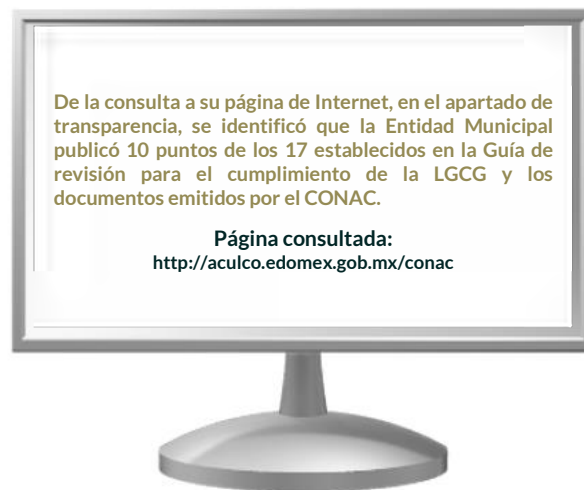 De la consulta a su página de Internet, en el apartado de
transparencia, se identificó que la Entidad Municipal
publicó 10 puntos de los 17 establecidos en la Guía de
revisión para el cumplimiento de la LGCG y los
documentos emitidos por el CONAC.
Página consultada:
http://aculco.edomex.gob.mx/conac